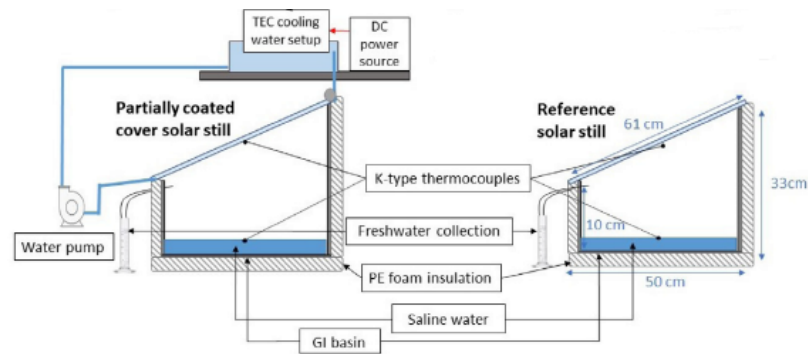 TEC cooling
water setup
DC
power
source
Partially coated
cover solar still
Reference
solar still
61 cm
K-type thermocouples
33cm
10 cm
Freshwater collection
Water pump
PE foam insulation
50 cm
Saline water
GI basin